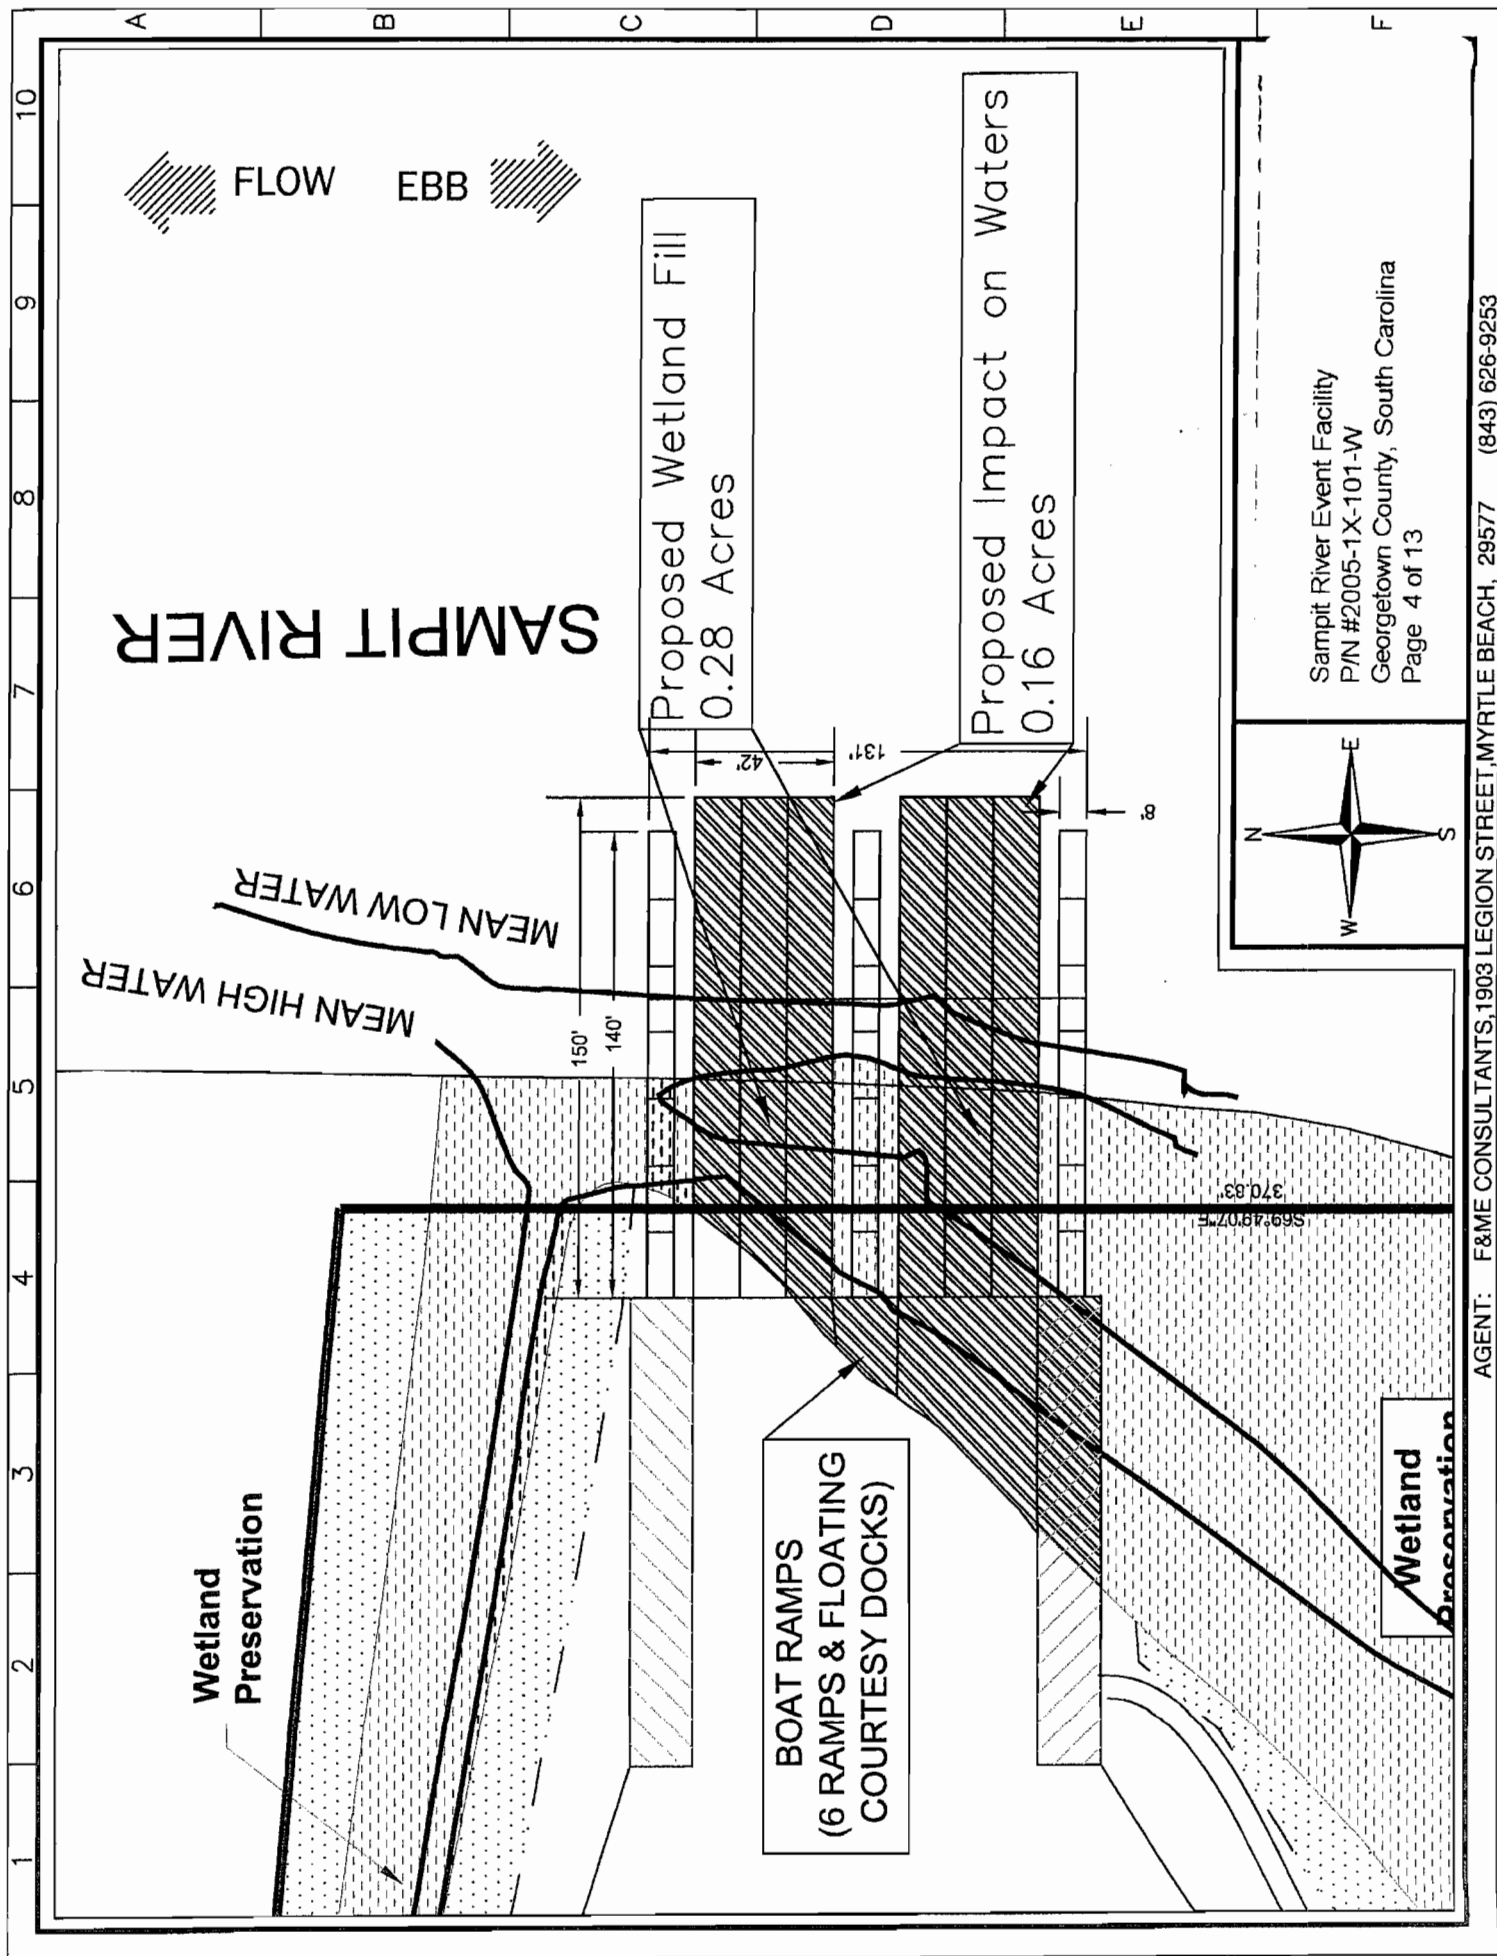 1 2 3 4 5 6 7 8 9 10
A
B
C
D
E
F
FLOW
EBB
SAMPIT RIVER
MEAN LOW WATER
MEAN HIGH WATER
Wetland
Preservation
Proposed Wetland Fill
0.28 Acres
Proposed Impact on Waters
0.16 Acres
150'
140'
42'
131'
8'
BOAT RAMPS
(6 RAMPS & FLOATING
COURTESY DOCKS)
370.83'
S69°49'07"E
Wetland
Preservation
N
E
S
W
Sampit River Event Facility
P/N #2005-1X-101-W
Georgetown County, South Carolina
Page 4 of 13
AGENT: F&ME CONSULTANTS,1903 LEGION STREET,MYRTLE BEACH, 29577 (843) 626-9253